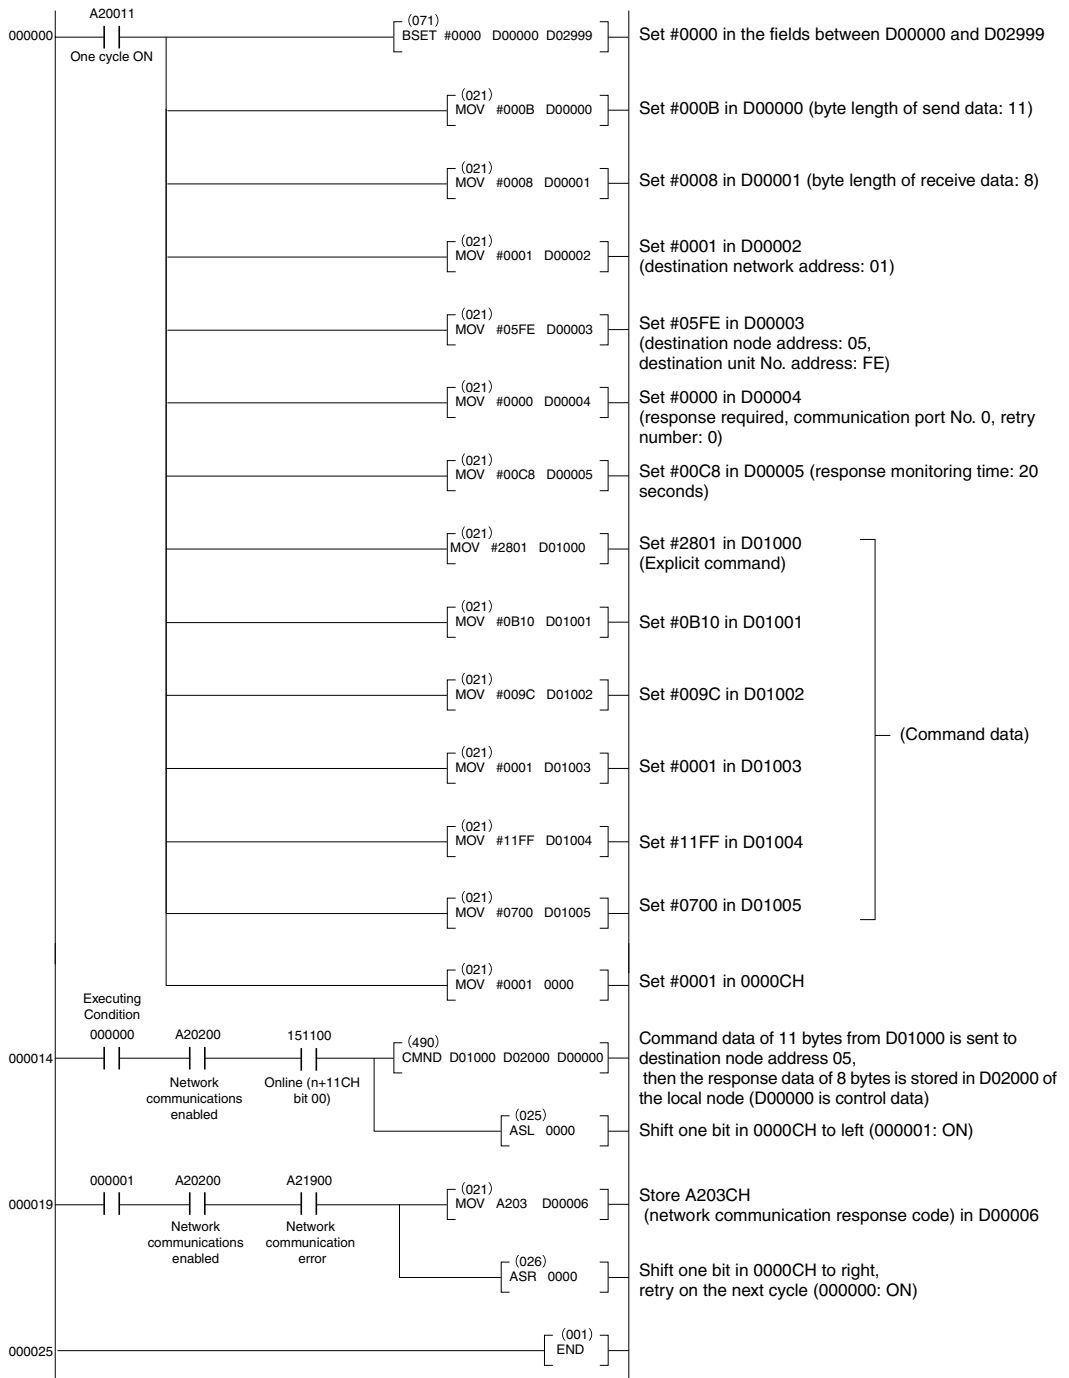 A20011
000000
One cycle ON
(071)
BSET #0000 D00000 D02999
Set #0000 in the fields between D00000 and D02999
(021)
MOV #000B D00000
Set #000B in D00000 (byte length of send data: 11)
(021)
MOV #0008 D00001
Set #0008 in D00001 (byte length of receive data: 8)
(021)
MOV #0001 D00002
Set #0001 in D00002
(destination network address: 01)
(021)
MOV #05FE D00003
Set #05FE in D00003
(destination node address: 05,
destination unit No. address: FE)
(021)
MOV #0000 D00004
Set #0000 in D00004
(response required, communication port No. 0, retry
number: 0)
(021)
MOV #00C8 D00005
Set #00C8 in D00005 (response monitoring time: 20
seconds)
(021)
MOV #2801 D01000
Set #2801 in D01000
(Explicit command)
(021)
MOV #0B10 D01001
Set #0B10 in D01001
(021)
MOV #009C D01002
Set #009C in D01002
(Command data)
(021)
MOV #0001 D01003
Set #0001 in D01003
(021)
MOV #11FF D01004
Set #11FF in D01004
(021)
MOV #0700 D01005
Set #0700 in D01005
(021)
MOV #0001 0000
Set #0001 in 0000CH
Executing
Condition
000000 A20200 151100
000014
Network
communications
enabled
Online (n+11CH
bit 00)
(490)
CMND D01000 D02000 D00000
Command data of 11 bytes from D01000 is sent to
destination node address 05,
then the response data of 8 bytes is stored in D02000 of
the local node (D00000 is control data)
(025)
ASL 0000
Shift one bit in 0000CH to left (000001: ON)
000001 A20200 A21900
000019
Network
communications
enabled
Network
communication
error
(021)
MOV A203 D00006
Store A203CH
(network communication response code) in D00006
(026)
ASR 0000
Shift one bit in 0000CH to right,
retry on the next cycle (000000: ON)
000025
(001)
END